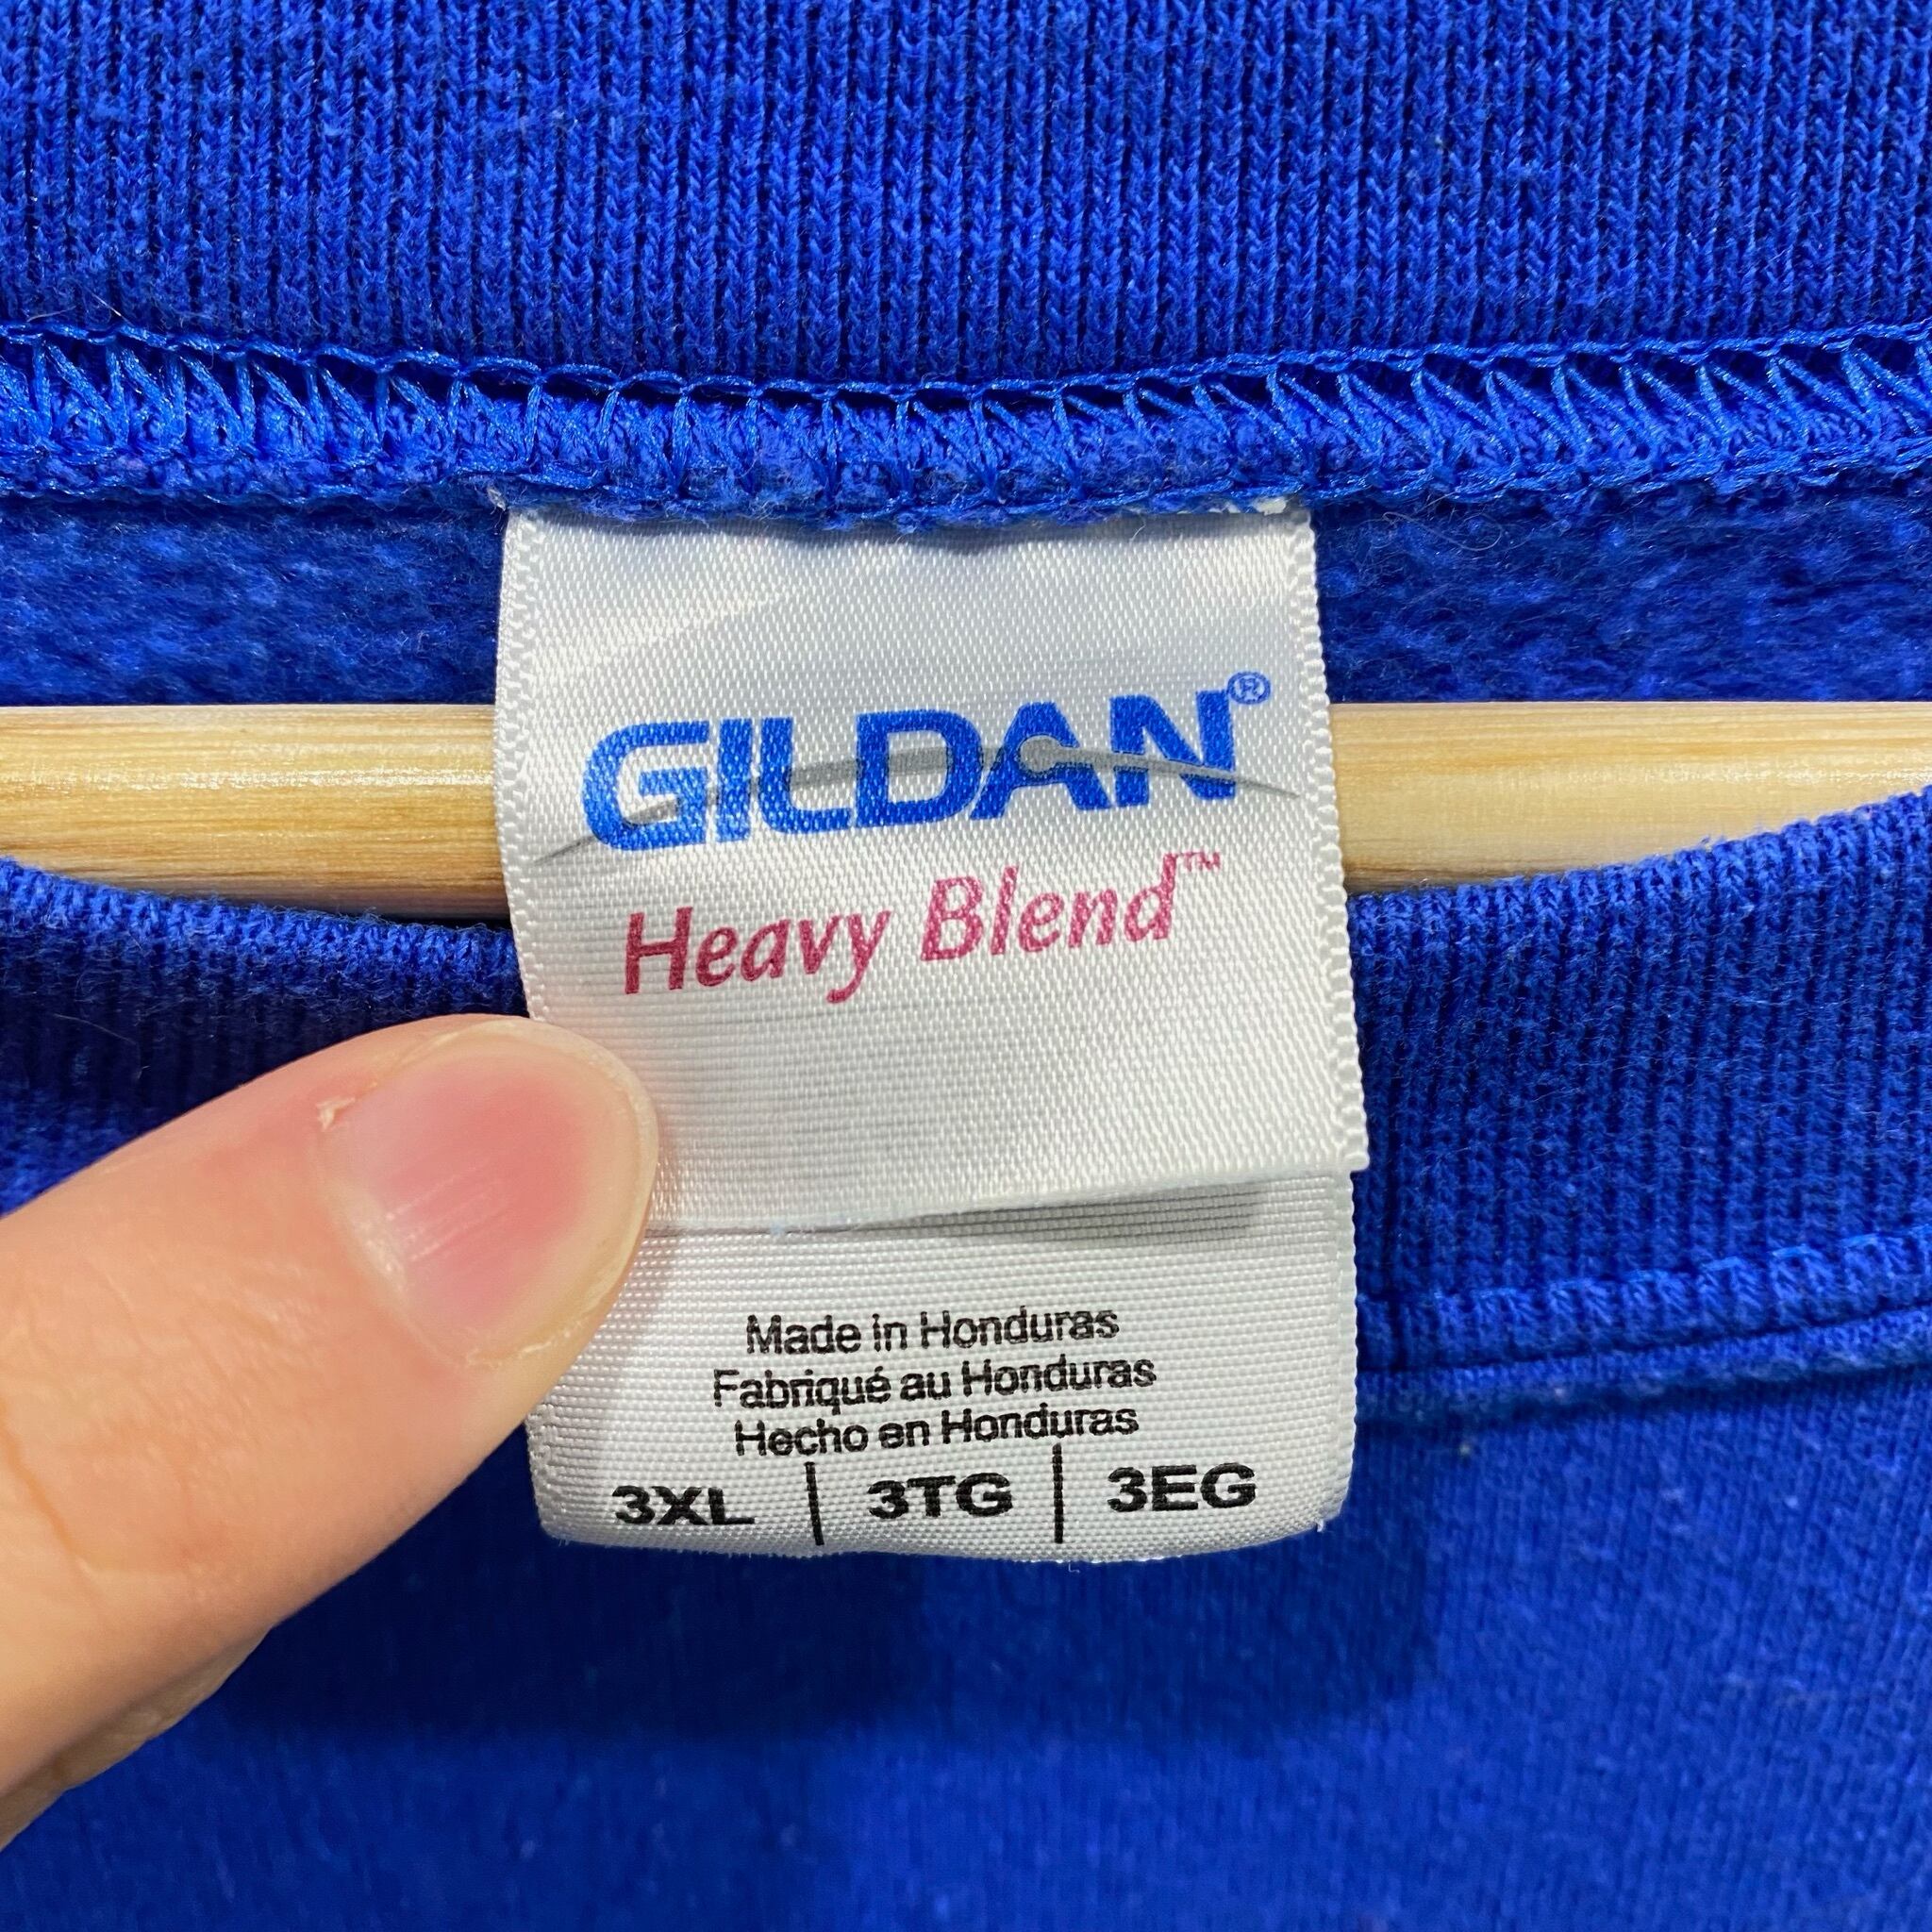 GILDAN®
Heavy Blend™
Made in Honduras
Fabriqué au Honduras
Hecho en Honduras
3XL | 3TG | 3EG